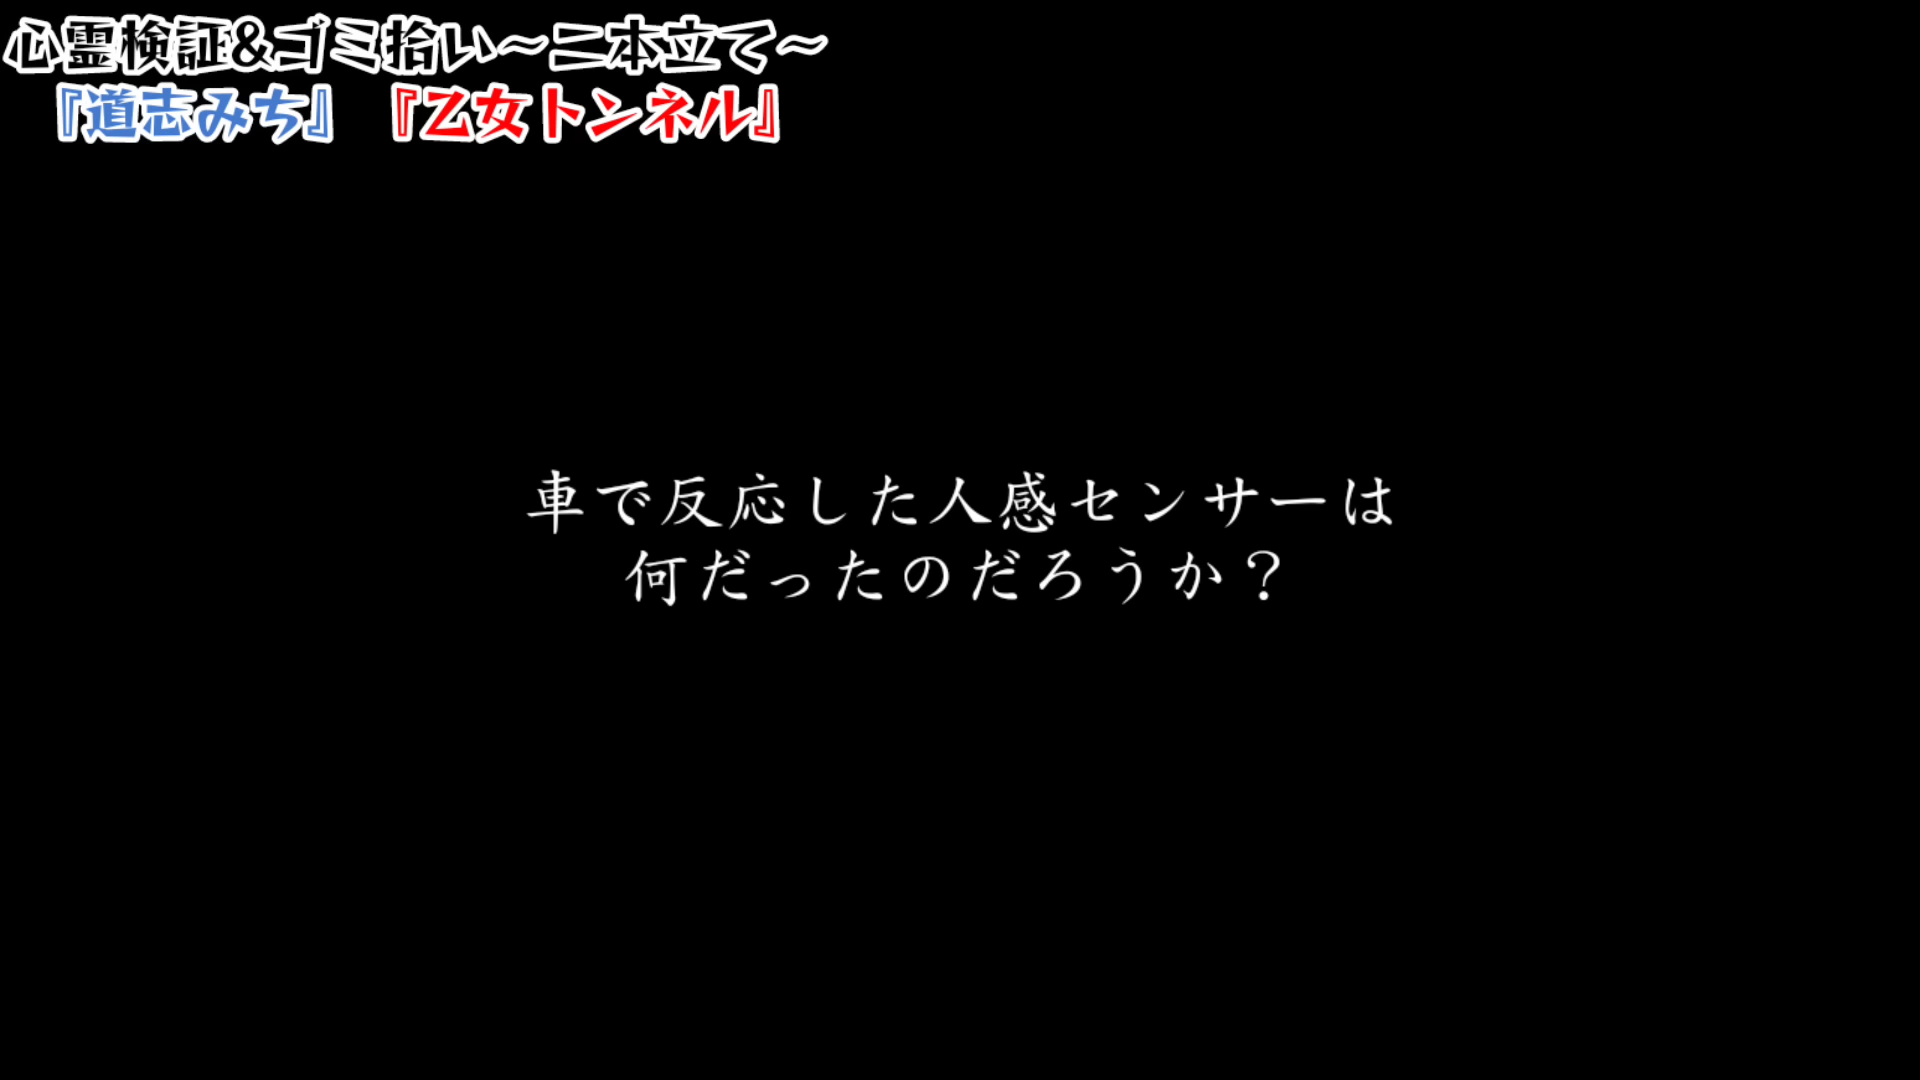 心霊検証&ゴミ拾い～二本立て～
『道志みち』 『乙女トンネル』
車で反応した人感センサーは
何だったのだろうか？